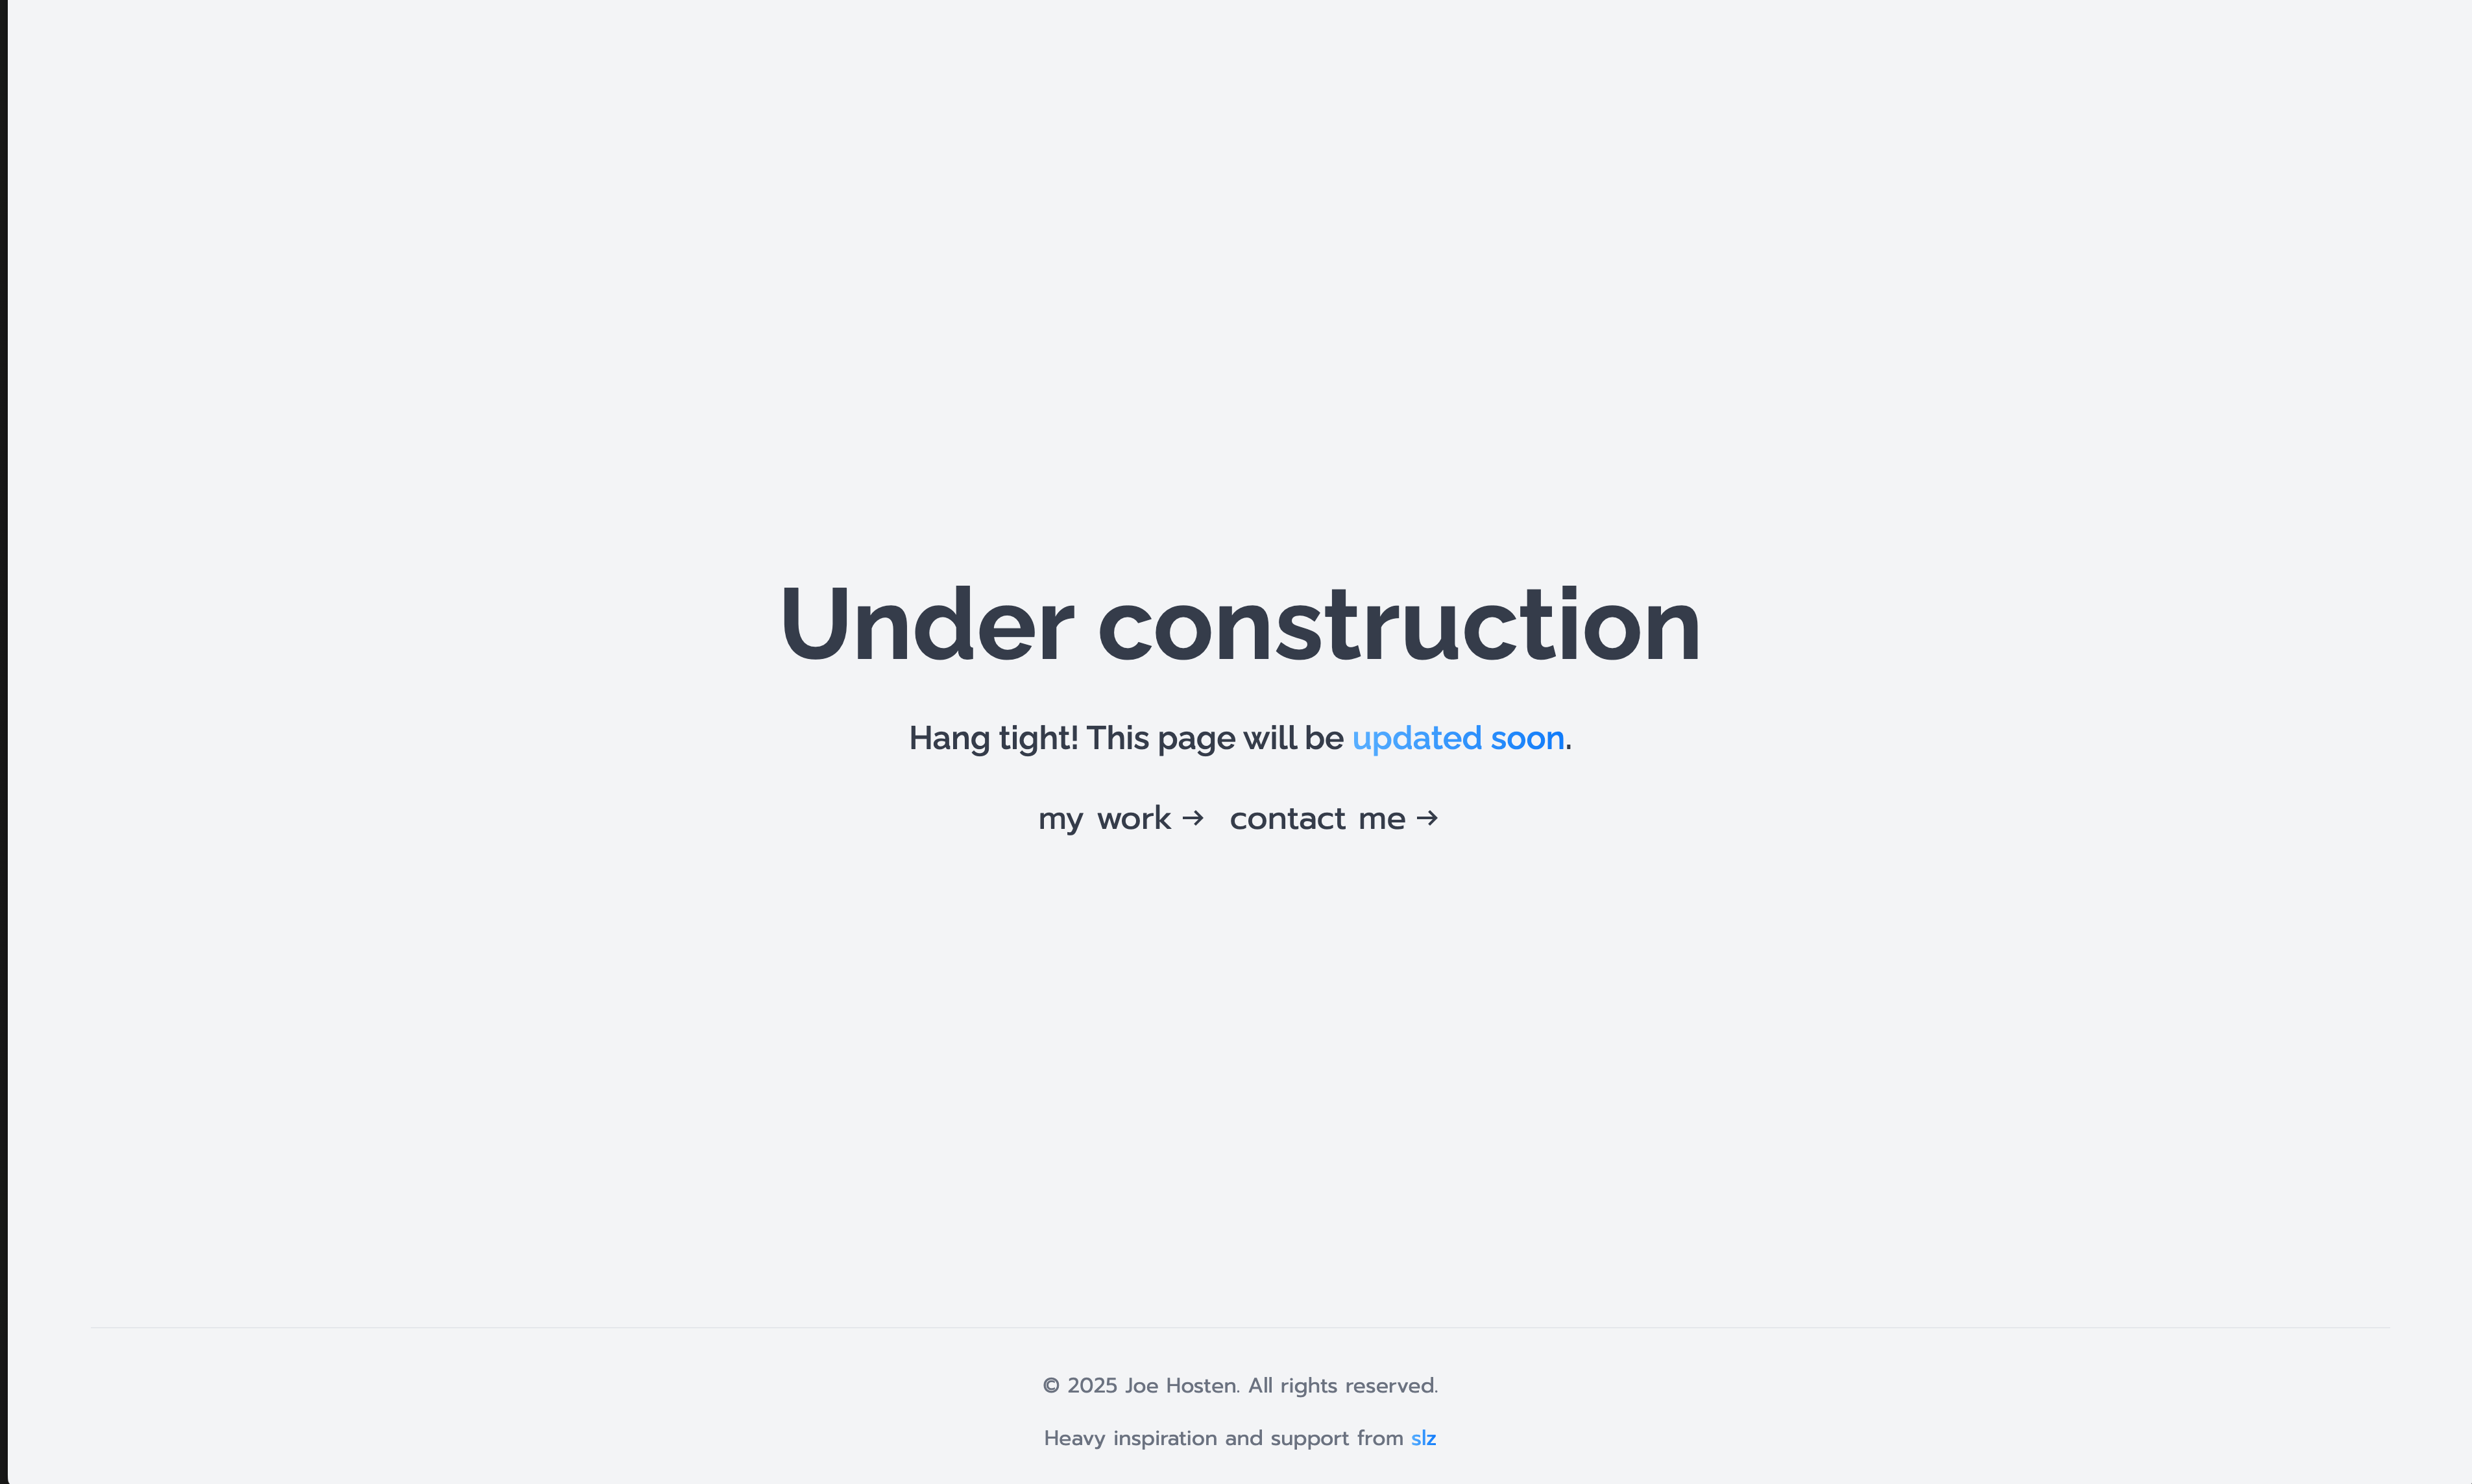 Under construction
Hang tight! This page will be updated soon.
my work → contact me →
© 2025 Joe Hosten. All rights reserved.
Heavy inspiration and support from slz